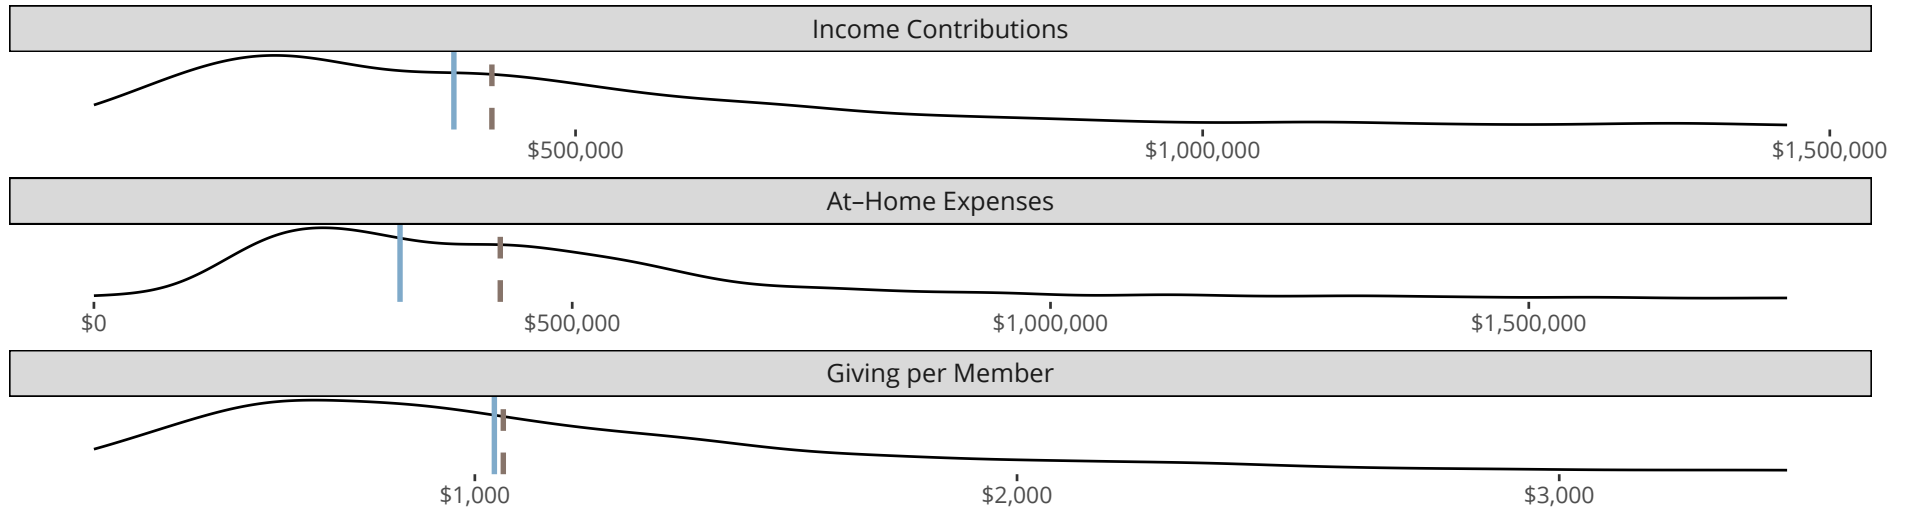 Income Contributions
$500,000 $1,000,000 $1,500,000
At–Home Expenses
$0 $500,000 $1,000,000 $1,500,000
Giving per Member
$1,000 $2,000 $3,000